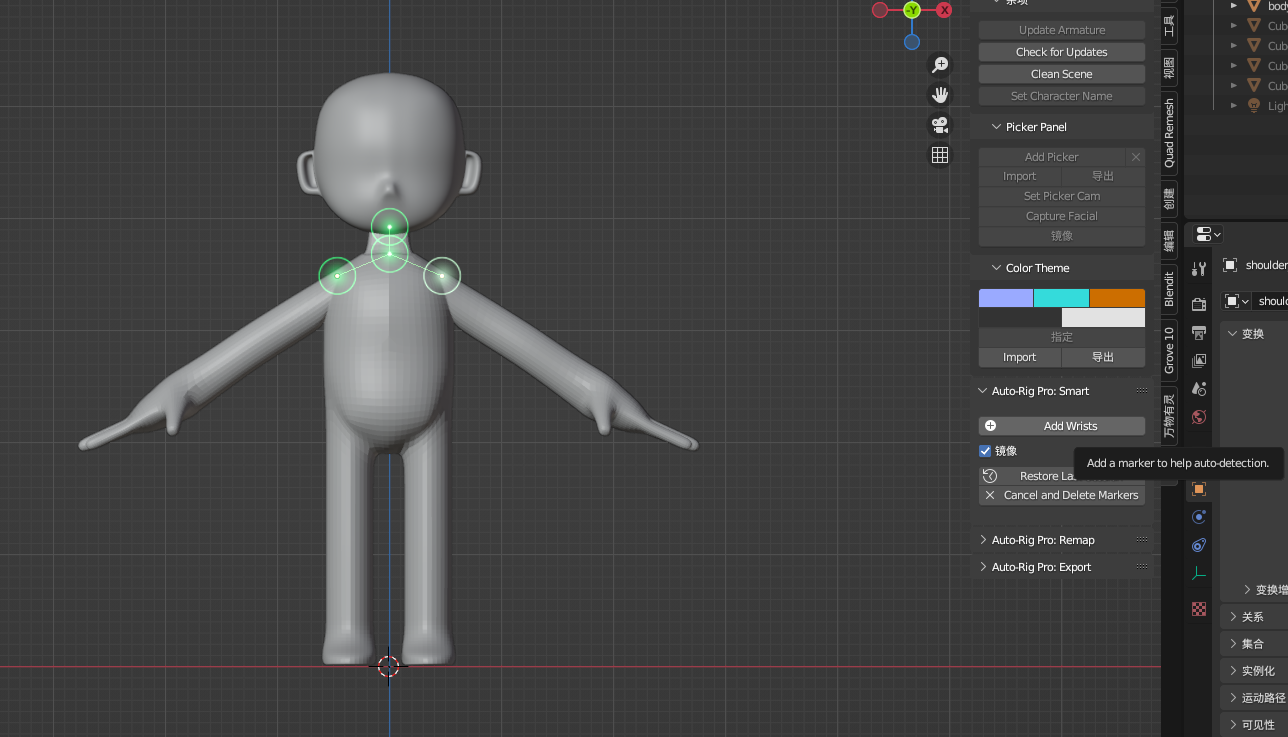 杂项
Update Armature
Check for Updates
Clean Scene
Set Character Name
Picker Panel
Add Picker
Import
导出
Set Picker Cam
Capture Facial
镜像
Color Theme
指定
Import
导出
Auto-Rig Pro: Smart
Add Wrists
镜像
Restore La
Cancel and Delete Markers
Add a marker to help auto-detection.
Auto-Rig Pro: Remap
Auto-Rig Pro: Export
-Y
X
工具
视图
Quad Remesh
创建
编辑
Blendit
Grove 10
万物有灵
body
Cub
Cub
Cub
Cub
Ligh
shoulder
should
变换
变换增
关系
集合
实例化
运动路径
可见性